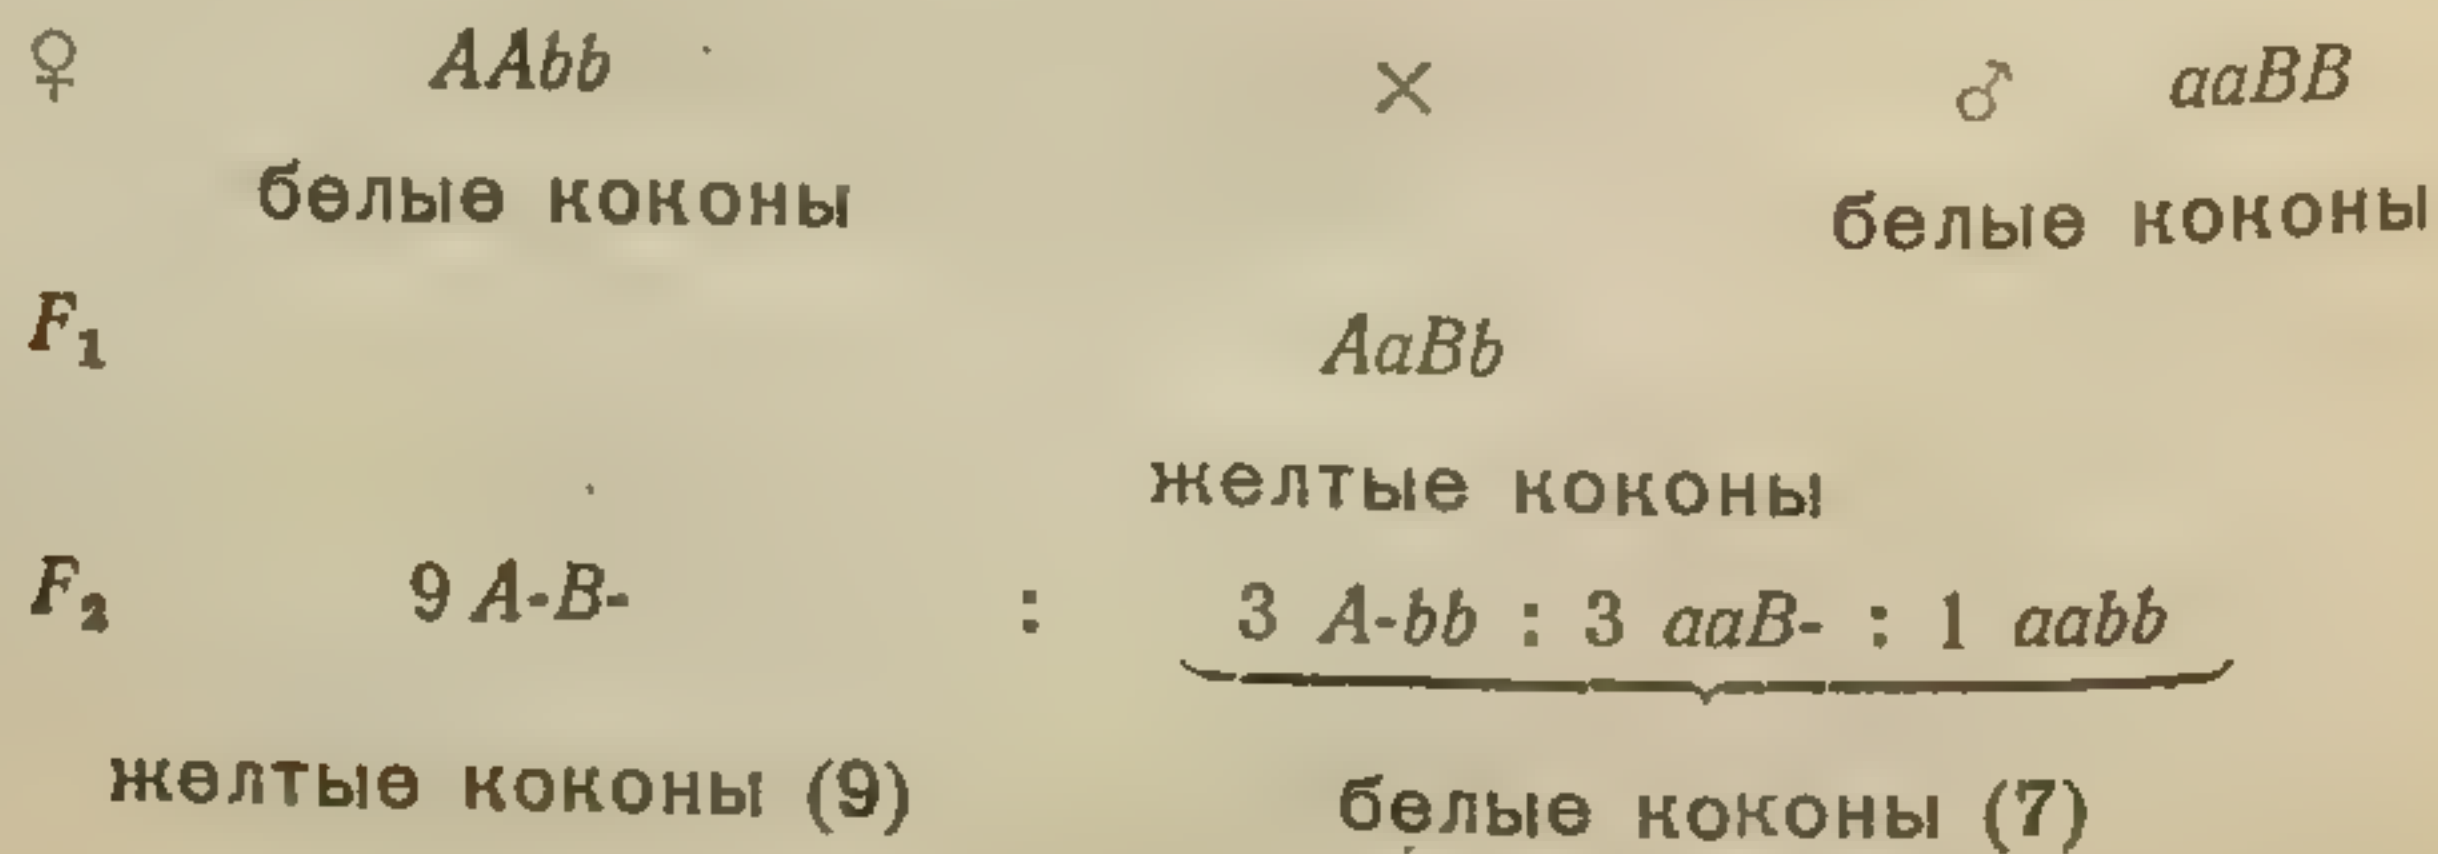 ♀ AAbb × ♂ aaBB
белые коконы белые коконы
F₁ AaBb
желтые коконы
F₂ 9 A-B- : 3 A-bb : 3 aaB- : 1 aabb
желтые коконы (9) белые коконы (7)